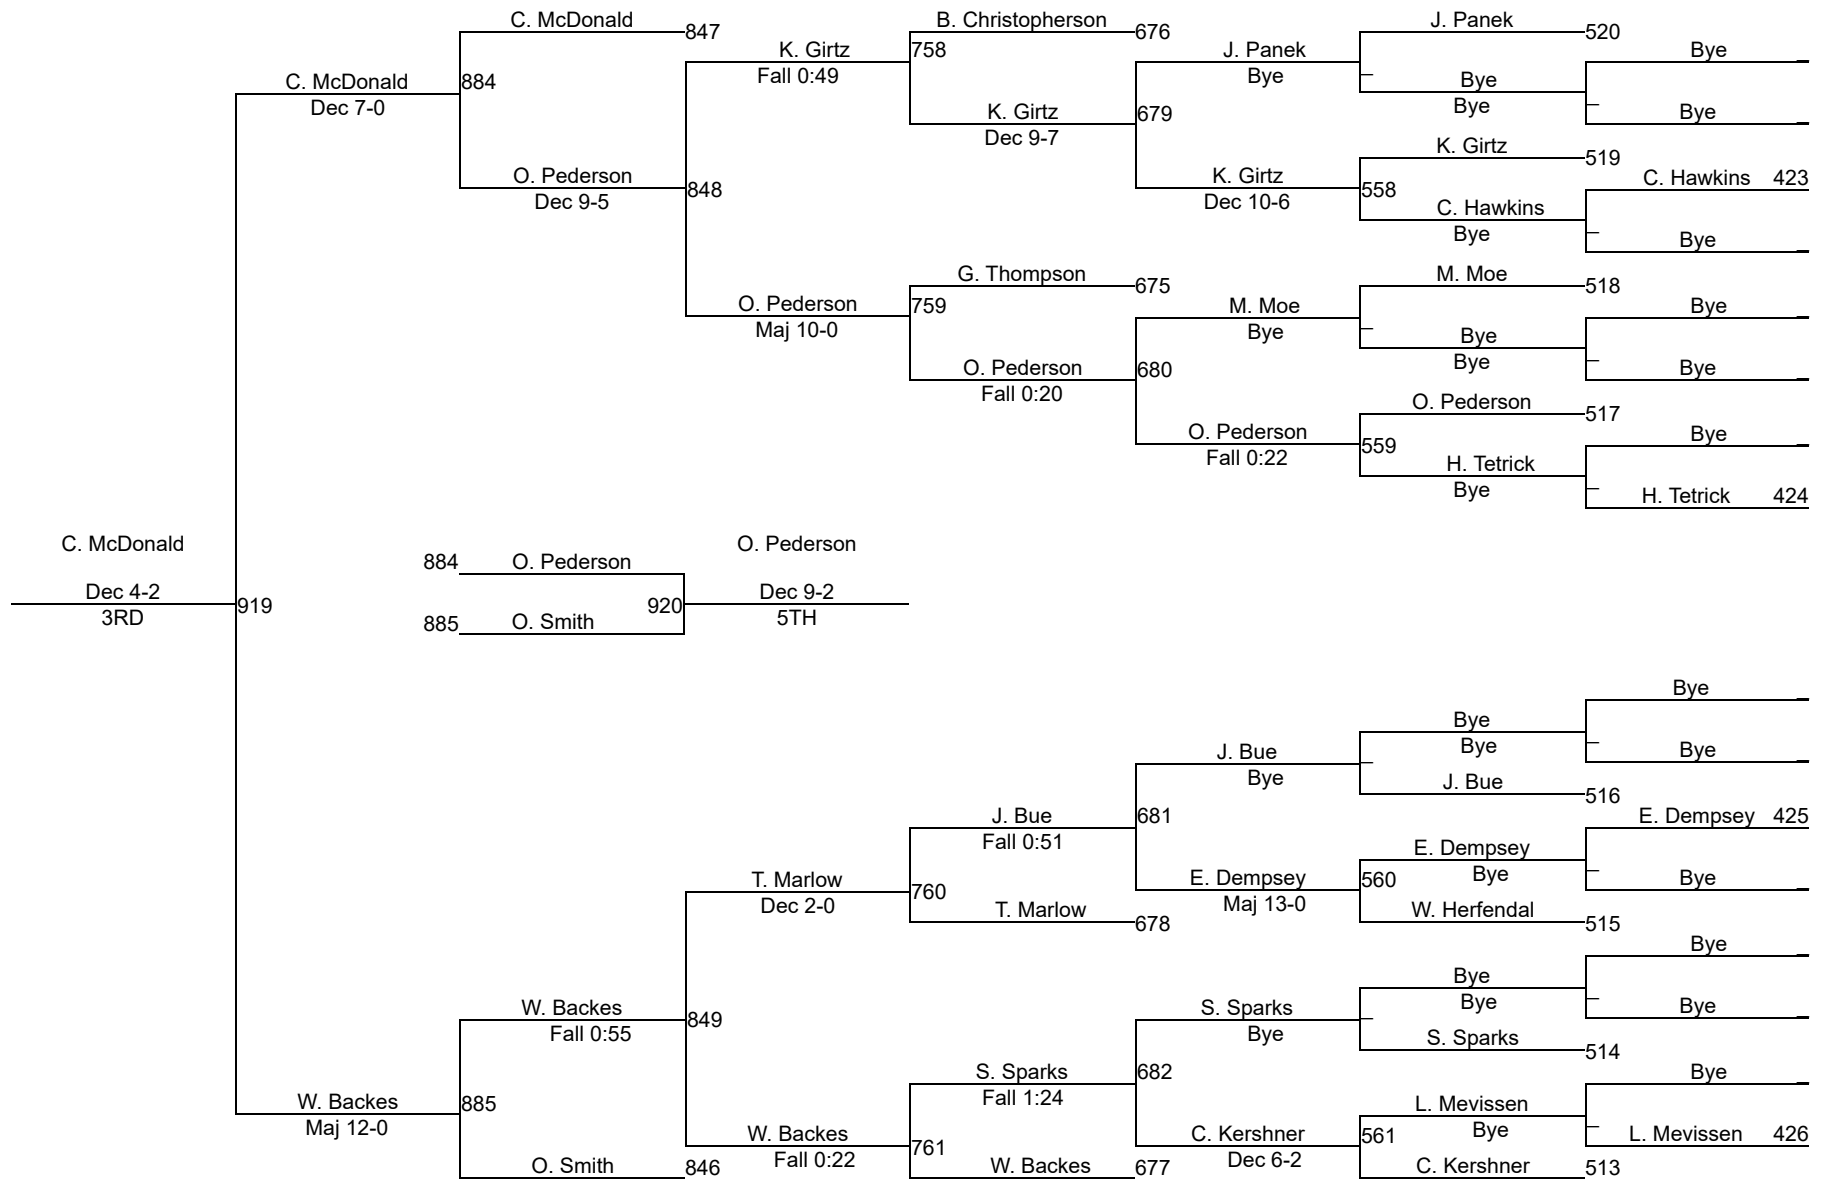 C. McDonald 847 B. Christopherson 676 J. Panek 520
K. Girtz 758 J. Panek Bye
Fall 0:49 Bye Bye
C. McDonald 884 Bye
Dec 7-0 K. Girtz 679 Bye
Dec 9-7 K. Girtz 519
O. Pederson 848 K. Girtz 558 C. Hawkins 423
Dec 9-5 Dec 10-6 C. Hawkins
Bye Bye
G. Thompson 675 M. Moe 518
O. Pederson 759 M. Moe Bye
Maj 10-0 Bye Bye
O. Pederson 680 Bye Bye
Fall 0:20 O. Pederson 517
O. Pederson 559 Bye
Fall 0:22 H. Tetrick
Bye H. Tetrick 424
C. McDonald O. Pederson
884 O. Pederson
Dec 4-2 919 920 Dec 9-2
3RD 885 O. Smith 5TH
Bye
Bye
J. Bue Bye Bye
Bye J. Bue 516
J. Bue 681 E. Dempsey 425
Fall 0:51 E. Dempsey
T. Marlow 760 E. Dempsey 560 Bye Bye
Dec 2-0 T. Marlow 678 Maj 13-0 W. Herfendal 515
Bye
Bye
W. Backes 849 S. Sparks Bye Bye
Fall 0:55 Bye S. Sparks 514
S. Sparks 682 Bye
Fall 1:24
W. Backes 885 L. Mevissen
Maj 12-0 W. Backes 761 C. Kershner 561 Bye L. Mevissen 426
Fall 0:22 Dec 6-2
O. Smith 846 W. Backes 677 C. Kershner 513